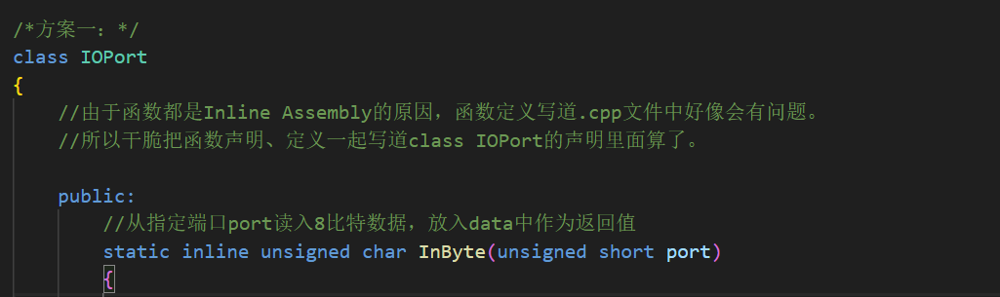 /*方案一：*/
class IOPort
{
//由于函数都是Inline Assembly的原因，函数定义写道.cpp文件中好像会有问题。
//所以干脆把函数声明、定义一起写道class IOPort的声明里面算了。
public:
//从指定端口port读入8比特数据，放入data中作为返回值
static inline unsigned char InByte(unsigned short port)
{